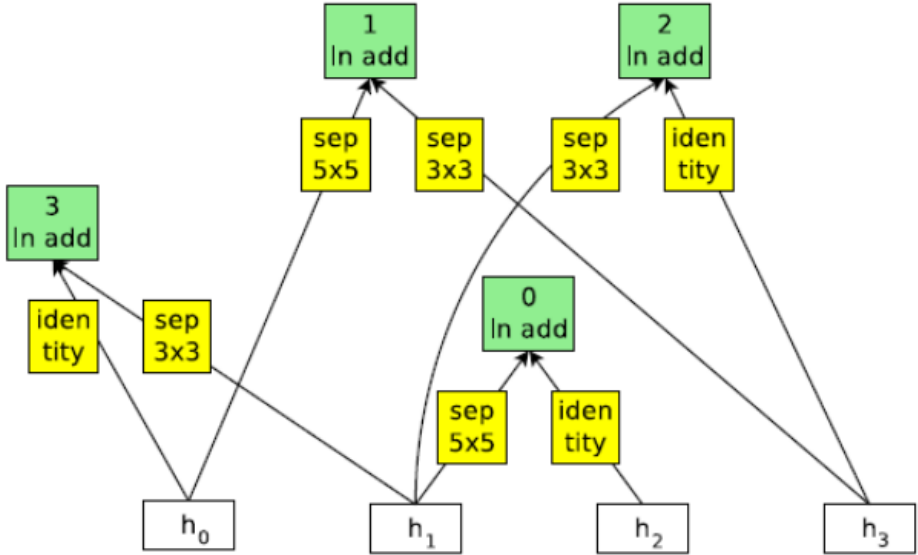 1
ln add
2
ln add
sep
5x5
sep
3x3
sep
3x3
iden
tity
3
ln add
iden
tity
sep
3x3
0
ln add
sep
5x5
iden
tity
h0
h1
h2
h3